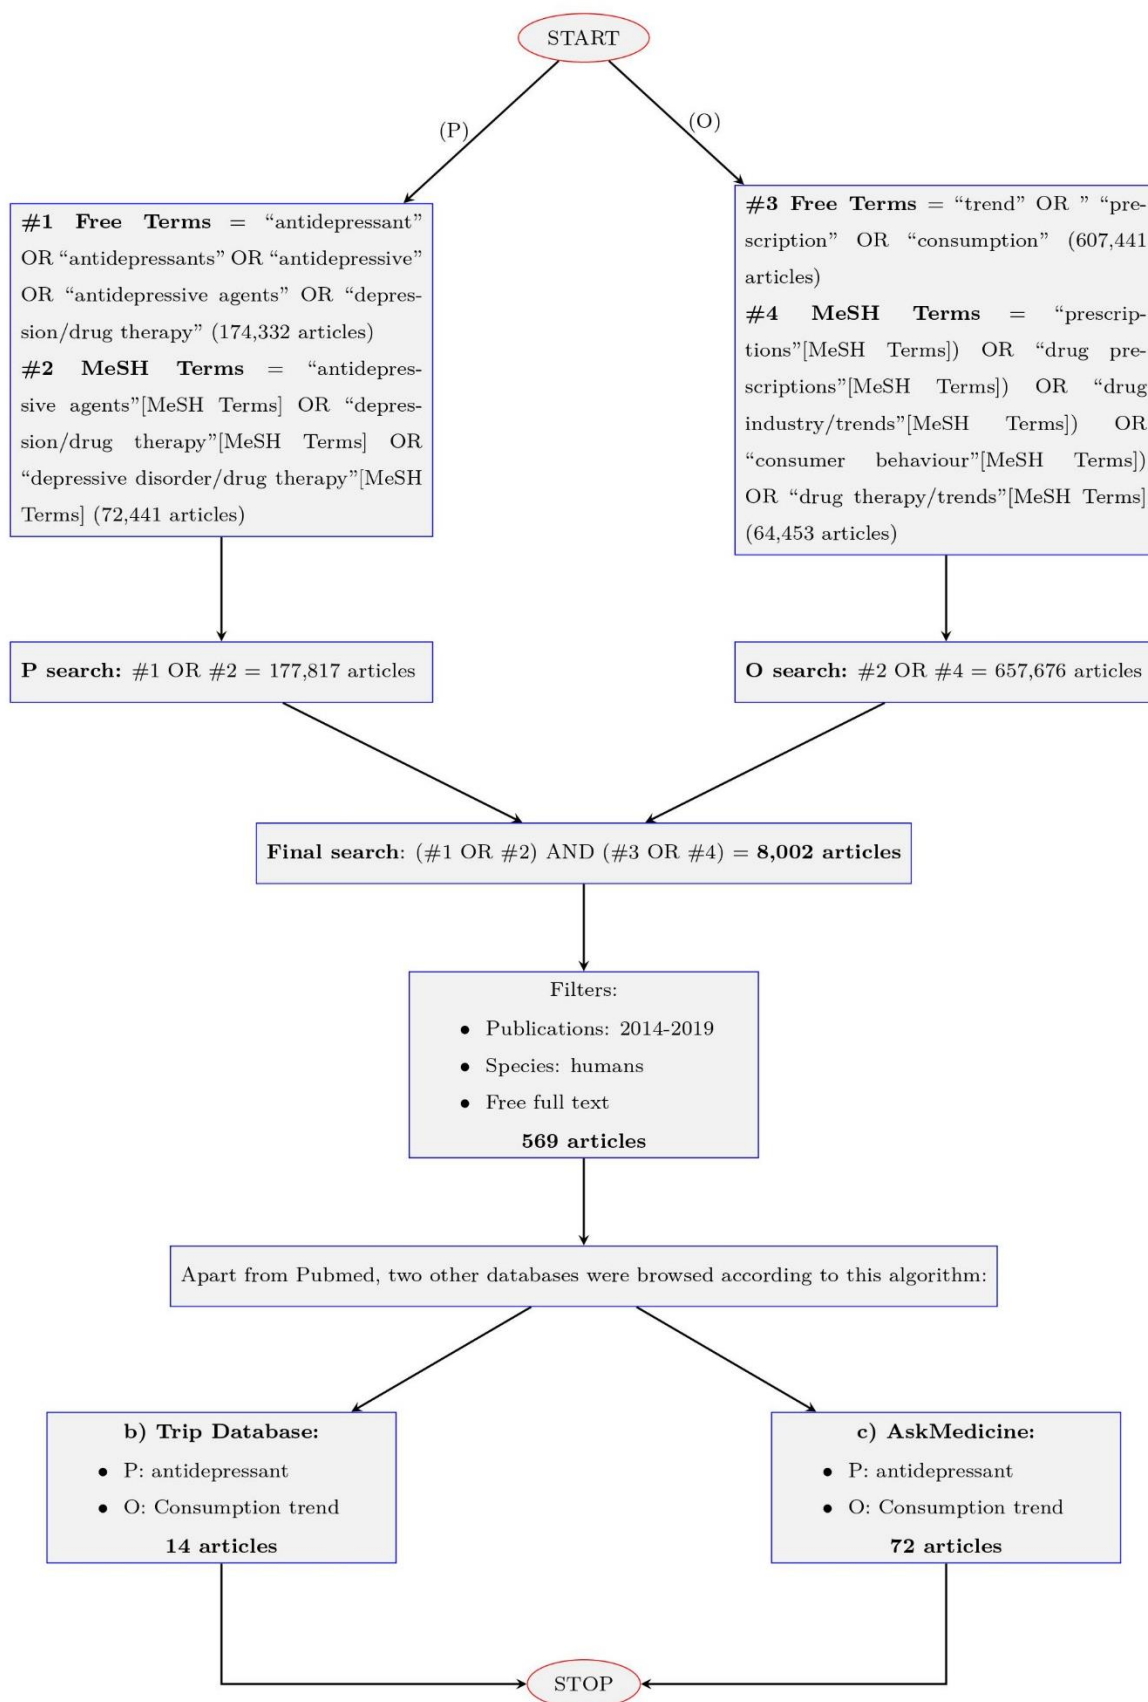 START
(P)
(O)
#1 Free Terms = “antidepressant”
OR “antidepressants” OR “antidepressive”
OR “antidepressive agents” OR “depres-
sion/drug therapy” (174,332 articles)
#2 MeSH Terms = “antidepres-
sive agents”[MeSH Terms] OR “depres-
sion/drug therapy”[MeSH Terms] OR
“depressive disorder/drug therapy”[MeSH
Terms] (72,441 articles)
#3 Free Terms = “trend” OR ” “pre-
scription” OR “consumption” (607,441
articles)
#4 MeSH Terms = “prescrip-
tions”[MeSH Terms]) OR “drug pre-
scriptions”[MeSH Terms]) OR “drug
industry/trends”[MeSH Terms]) OR
“consumer behaviour”[MeSH Terms])
OR “drug therapy/trends”[MeSH Terms]
(64,453 articles)
P search: #1 OR #2 = 177,817 articles
O search: #2 OR #4 = 657,676 articles
Final search: (#1 OR #2) AND (#3 OR #4) = 8,002 articles
Filters:
• Publications: 2014-2019
• Species: humans
• Free full text
569 articles
Apart from Pubmed, two other databases were browsed according to this algorithm:
b) Trip Database:
• P: antidepressant
• O: Consumption trend
14 articles
c) AskMedicine:
• P: antidepressant
• O: Consumption trend
72 articles
STOP